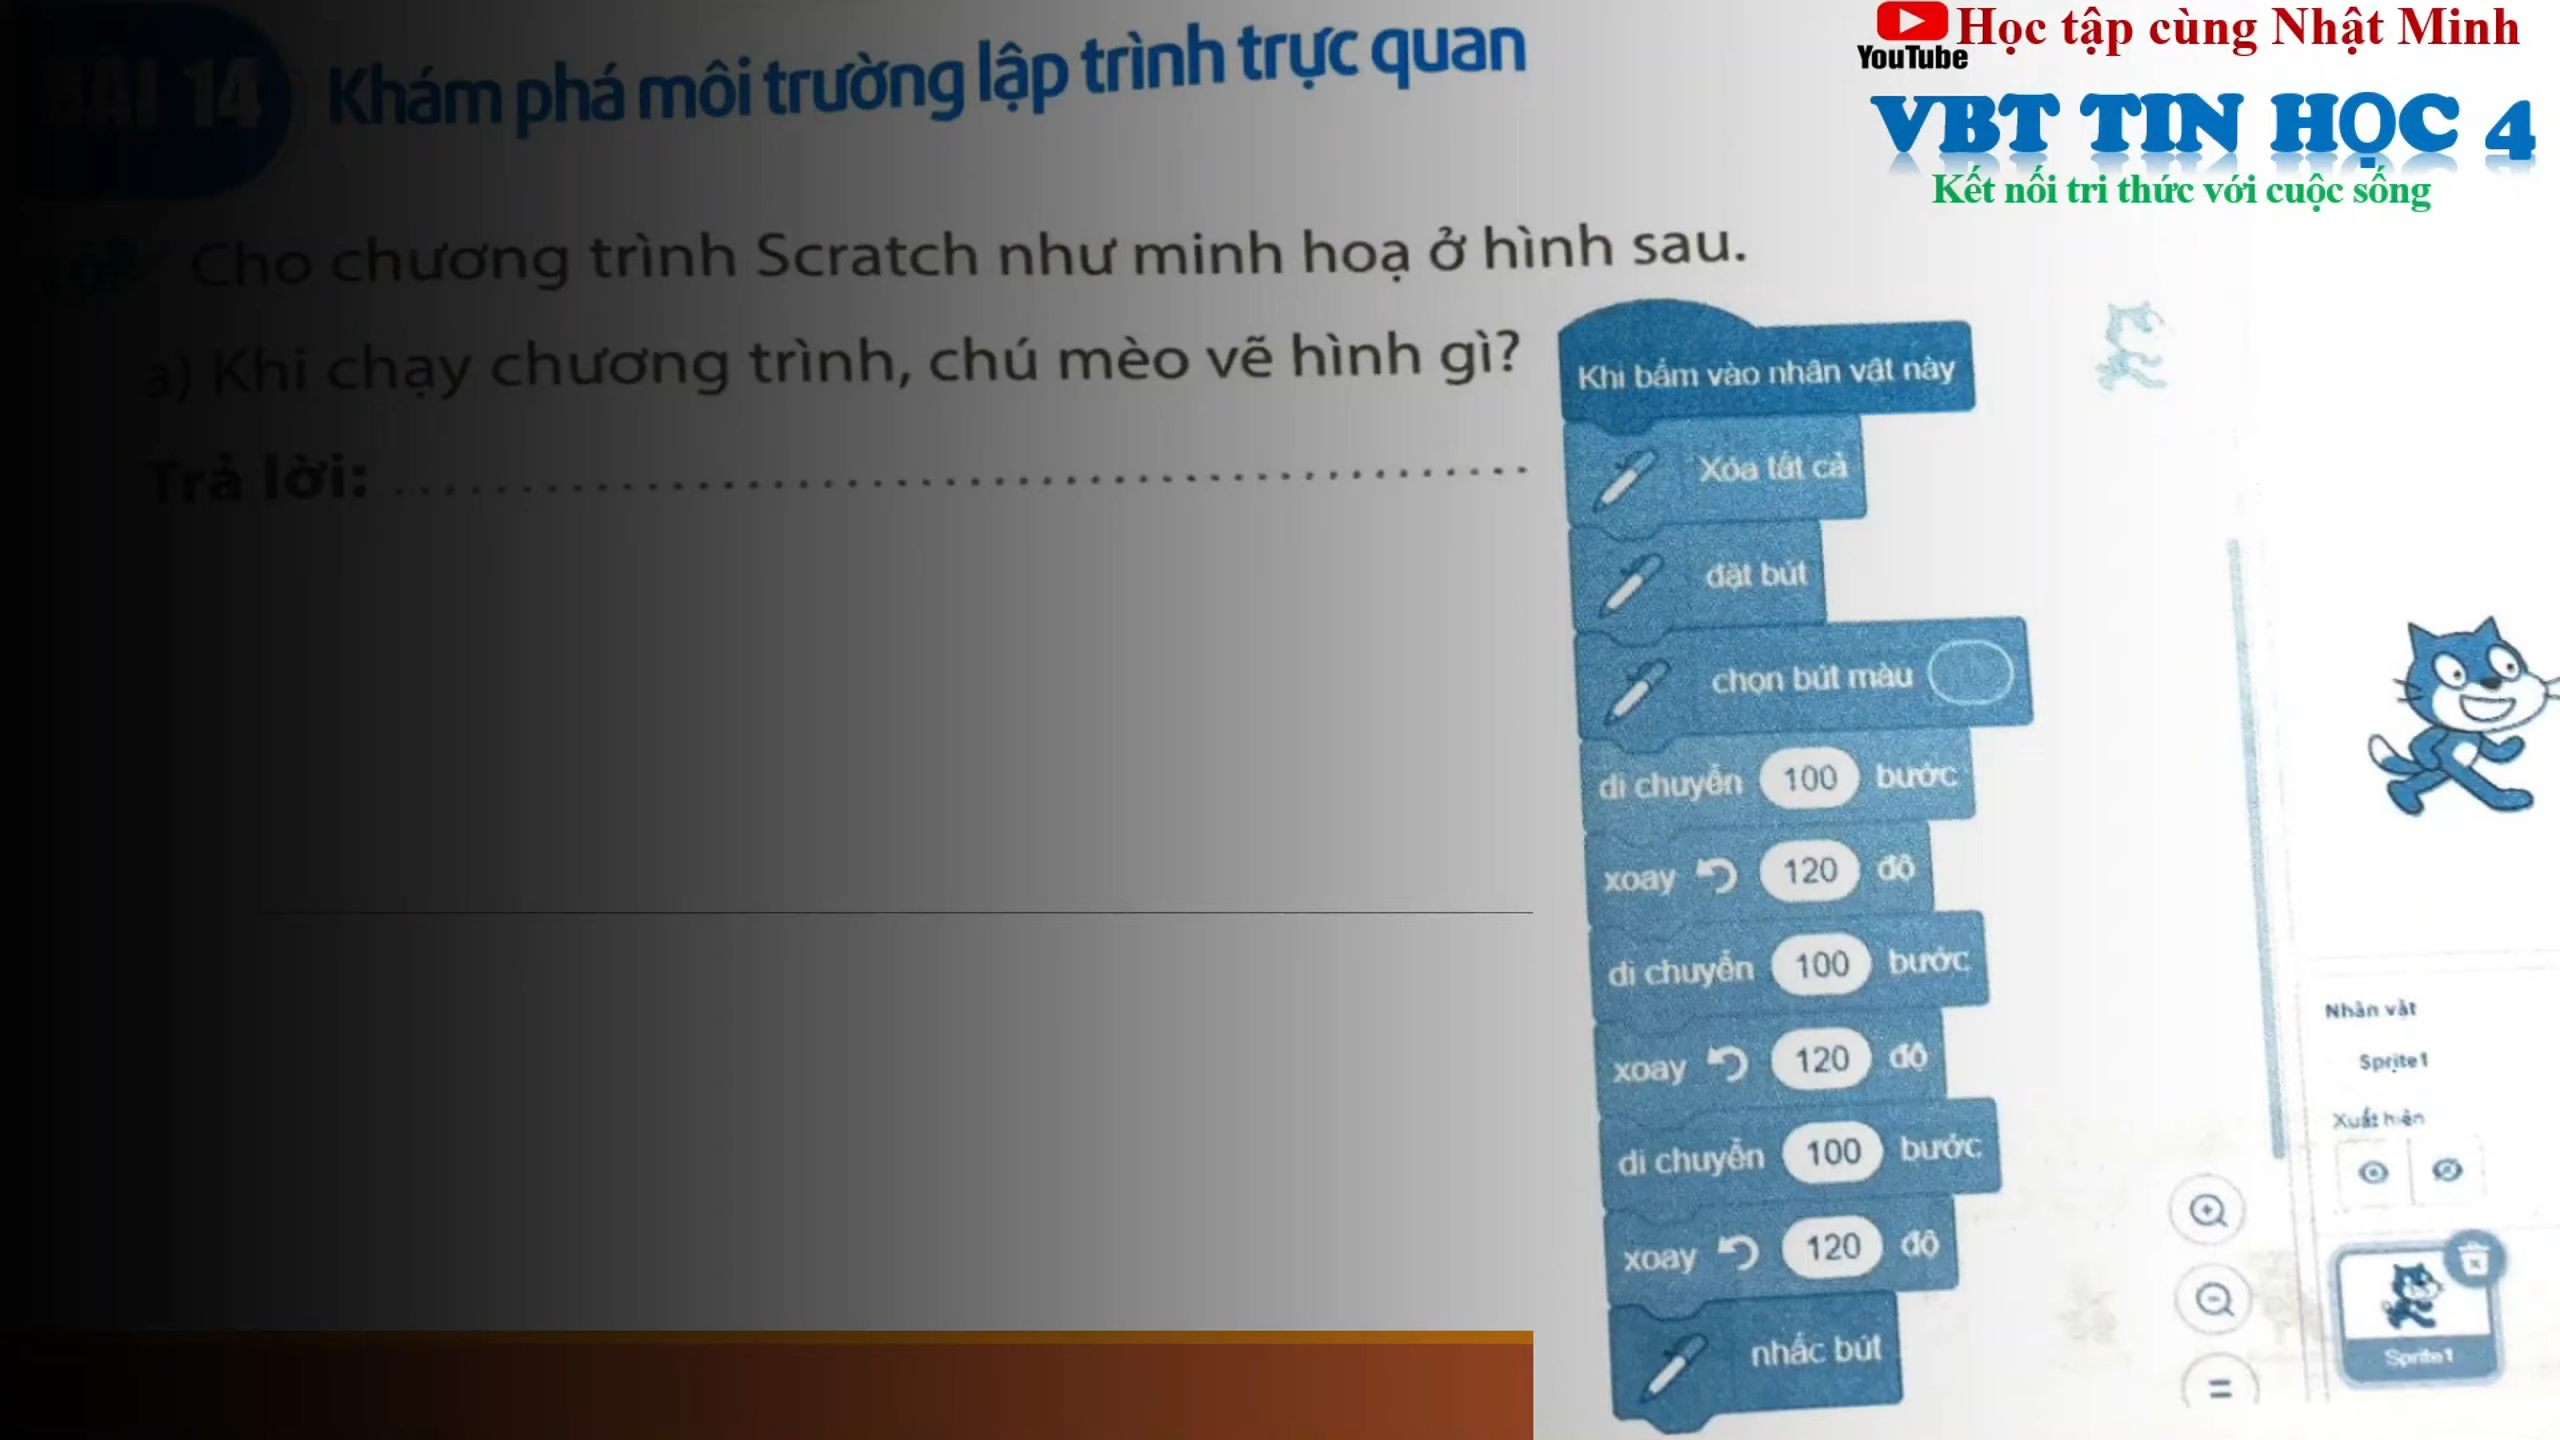 BÀI 14
Khám phá môi trường lập trình trực quan
YouTube
Học tập cùng Nhật Minh
VBT TIN HỌC 4
Kết nối tri thức với cuộc sống
Cho chương trình Scratch như minh hoạ ở hình sau.
a) Khi chạy chương trình, chú mèo vẽ hình gì?
Trả lời: ........................................
Khi bấm vào nhân vật này
Xóa tất cả
đặt bút
chọn bút màu
di chuyển 100 bước
xoay 120 độ
di chuyển 100 bước
xoay 120 độ
di chuyển 100 bước
xoay 120 độ
nhấc bút
Nhân vật
Sprite1
Xuất hiện
Sprite1